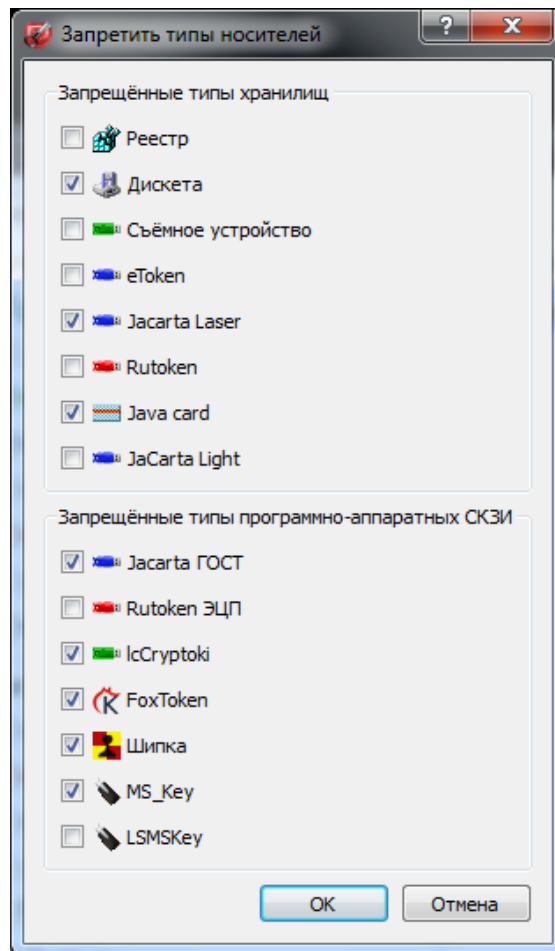 Запретить типы носителей
Запрещённые типы хранилищ
Реестр
Дискета
Съёмное устройство
eToken
Jacarta Laser
Rutoken
Java card
JaCarta Light
Запрещённые типы программно-аппаратных СКЗИ
Jacarta ГОСТ
Rutoken ЭЦП
lcCryptoki
FoxToken
Шипка
MS_Key
LSMSKey
OK
Отмена